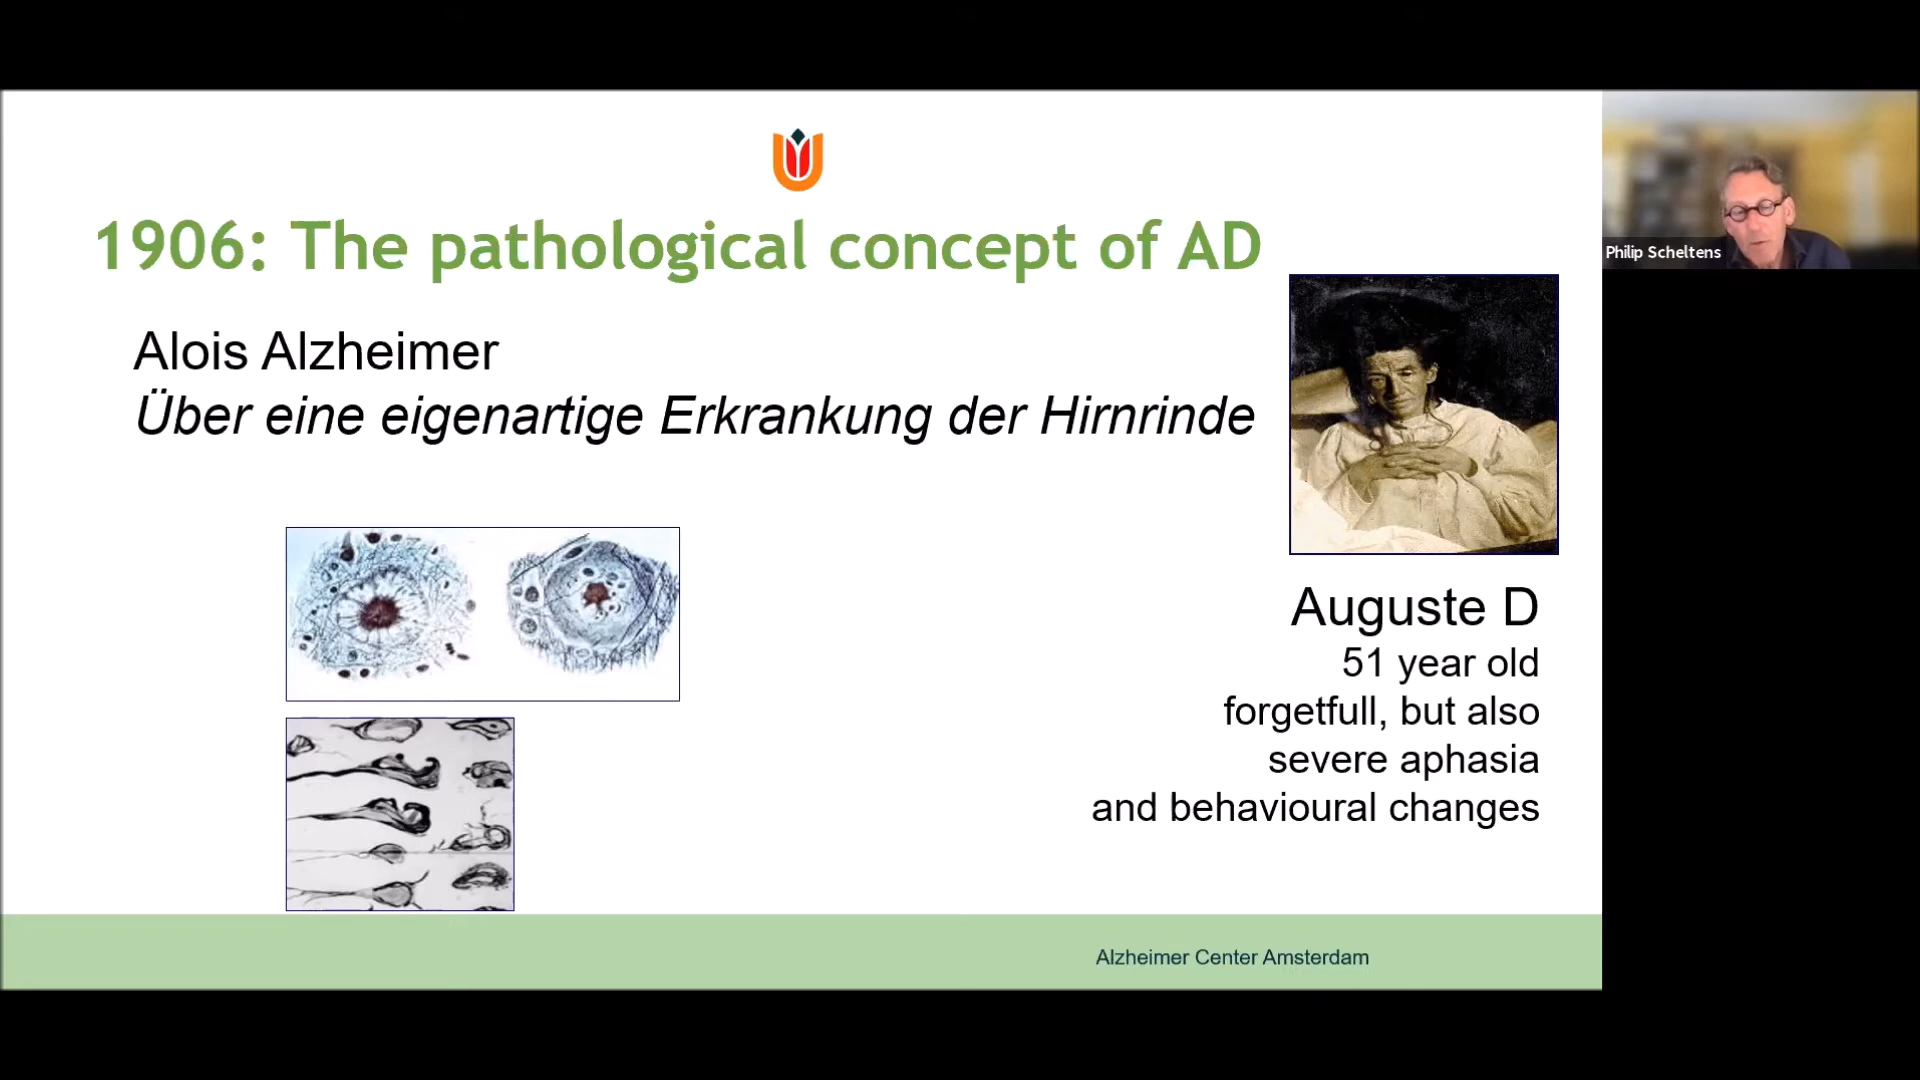 1906: The pathological concept of AD
Alois Alzheimer
Über eine eigenartige Erkrankung der Hirnrinde
Auguste D
51 year old
forgetfull, but also
severe aphasia
and behavioural changes
Alzheimer Center Amsterdam
Philip Scheltens